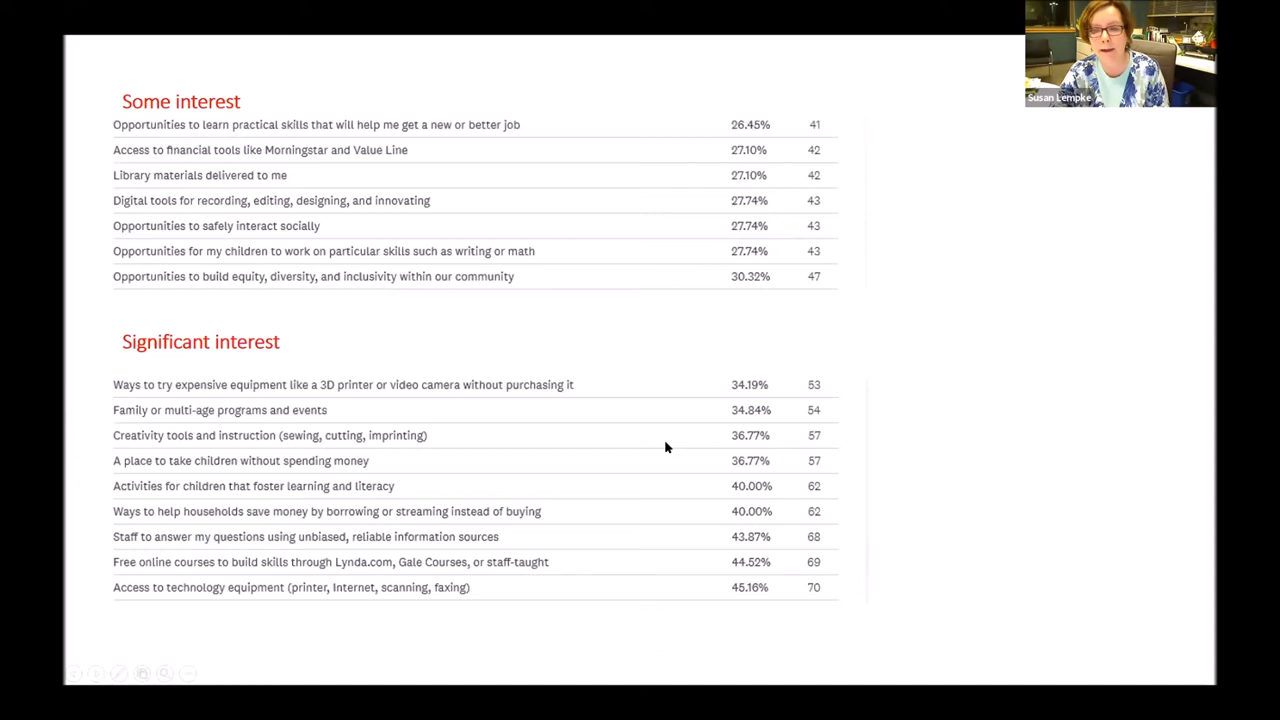 Susan Lempke
Some interest
Opportunities to learn practical skills that will help me get a new or better job 26.45% 41
Access to financial tools like Morningstar and Value Line 27.10% 42
Library materials delivered to me 27.10% 42
Digital tools for recording, editing, designing, and innovating 27.74% 43
Opportunities to safely interact socially 27.74% 43
Opportunities for my children to work on particular skills such as writing or math 27.74% 43
Opportunities to build equity, diversity, and inclusivity within our community 30.32% 47
Significant interest
Ways to try expensive equipment like a 3D printer or video camera without purchasing it 34.19% 53
Family or multi-age programs and events 34.84% 54
Creativity tools and instruction (sewing, cutting, imprinting) 36.77% 57
A place to take children without spending money 36.77% 57
Activities for children that foster learning and literacy 40.00% 62
Ways to help households save money by borrowing or streaming instead of buying 40.00% 62
Staff to answer my questions using unbiased, reliable information sources 43.87% 68
Free online courses to build skills through Lynda.com, Gale Courses, or staff-taught 44.52% 69
Access to technology equipment (printer, Internet, scanning, faxing) 45.16% 70